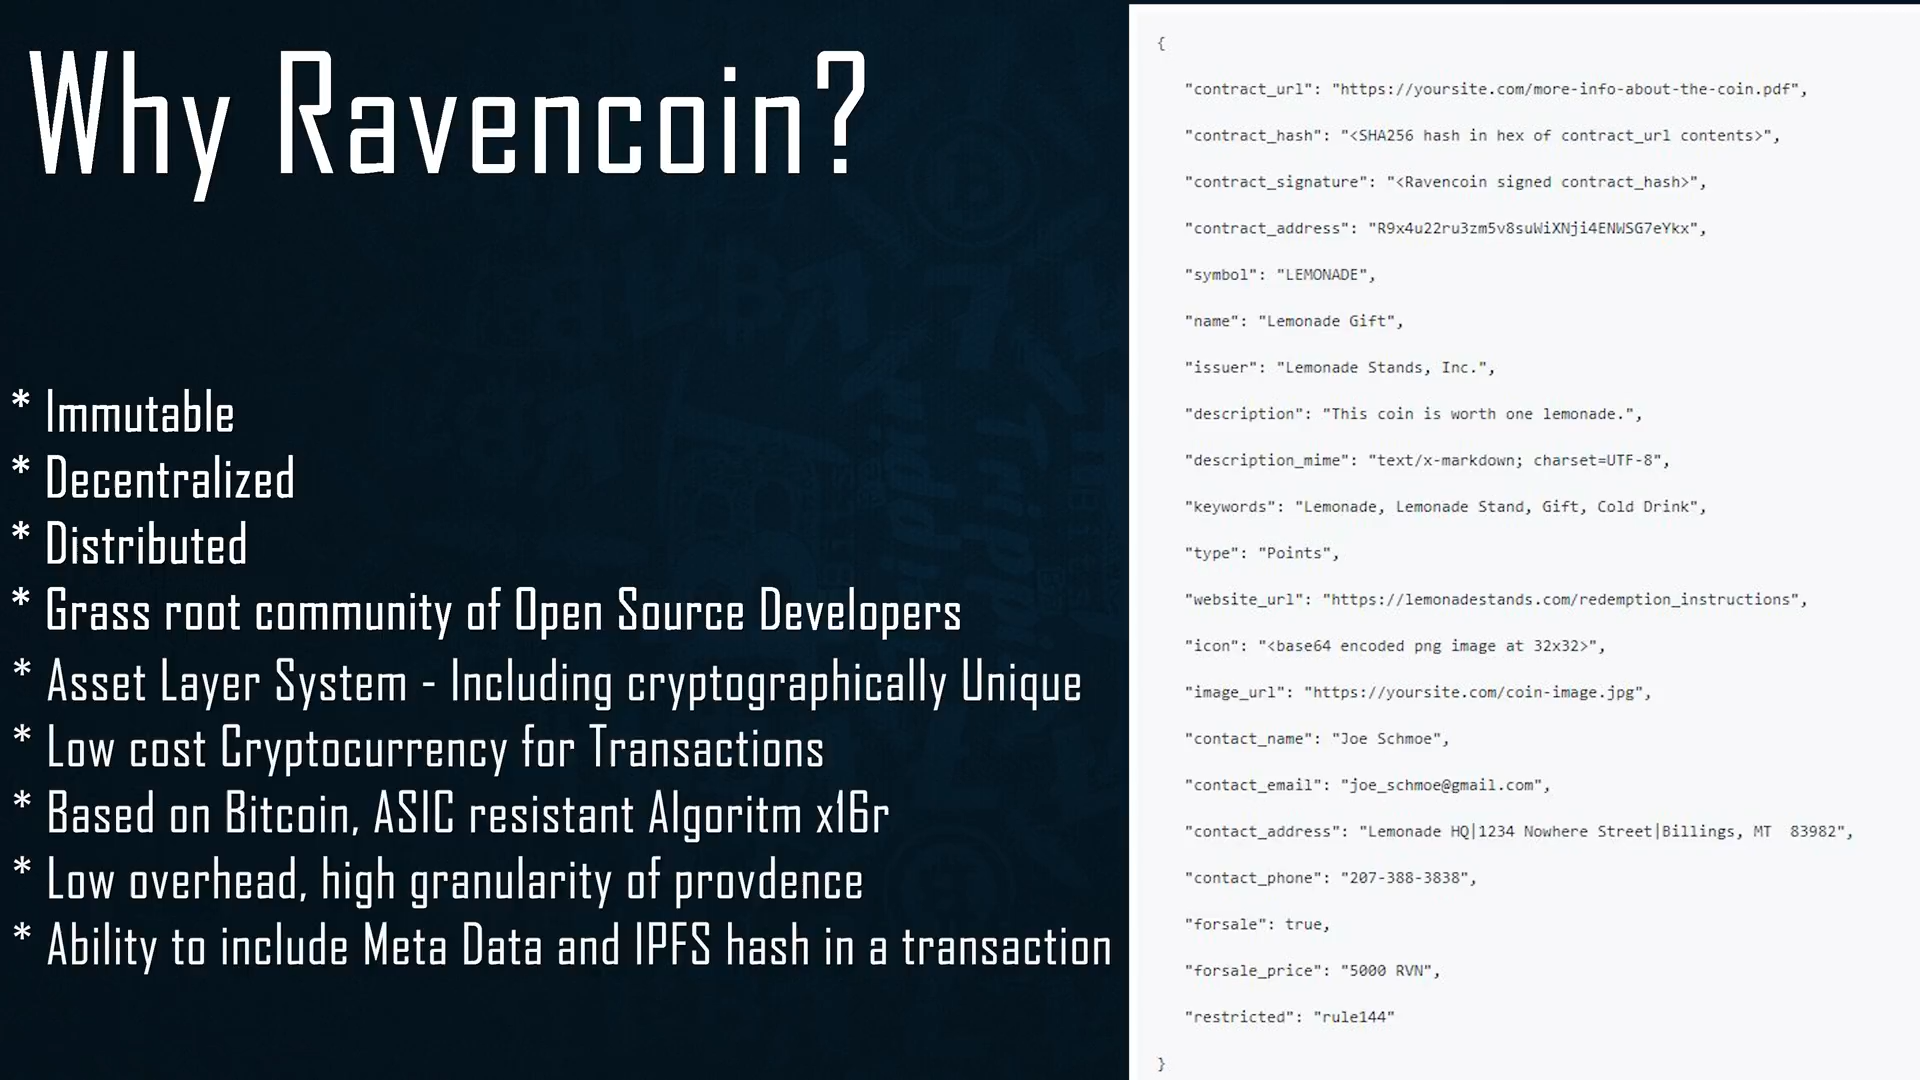 Why Ravencoin?
* Immutable
* Decentralized
* Distributed
* Grass root community of Open Source Developers
* Asset Layer System - Including cryptographically Unique
* Low cost Cryptocurrency for Transactions
* Based on Bitcoin, ASIC resistant Algoritm x16r
* Low overhead, high granularity of provdence
* Ability to include Meta Data and IPFS hash in a transaction
{
"contract_url": "https://yoursite.com/more-info-about-the-coin.pdf",
"contract_hash": "<SHA256 hash in hex of contract_url contents>",
"contract_signature": "<Ravencoin signed contract_hash>",
"contract_address": "R9x4u22ru3zm5v8suWiXNji4ENWSG7eYkx",
"symbol": "LEMONADE",
"name": "Lemonade Gift",
"issuer": "Lemonade Stands, Inc.",
"description": "This coin is worth one lemonade.",
"description_mime": "text/x-markdown; charset=UTF-8",
"keywords": "Lemonade, Lemonade Stand, Gift, Cold Drink",
"type": "Points",
"website_url": "https://lemonadestands.com/redemption_instructions",
"icon": "<base64 encoded png image at 32x32>",
"image_url": "https://yoursite.com/coin-image.jpg",
"contact_name": "Joe Schmoe",
"contact_email": "joe_schmoe@gmail.com",
"contact_address": "Lemonade HQ|1234 Nowhere Street|Billings, MT  83982",
"contact_phone": "207-388-3838",
"forsale": true,
"forsale_price": "5000 RVN",
"restricted": "rule144"
}